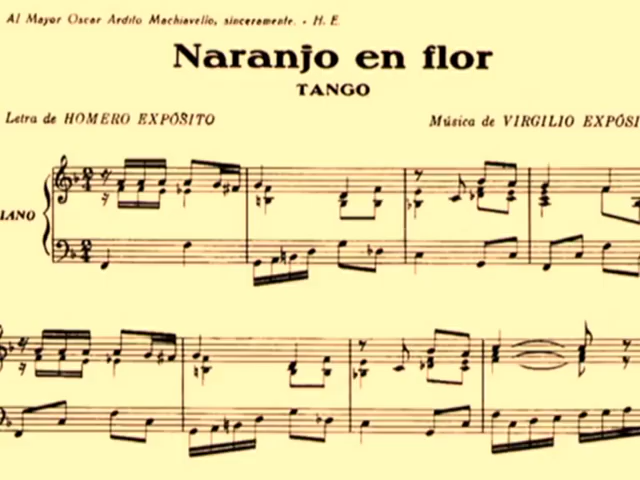 Al Mayor Oscar Ardito Machiavello, sinceramente. - H. E.
Naranjo en flor
TANGO
Letra de HOMERO EXPÓSITO
Música de VIRGILIO EXPÓSI
IANO